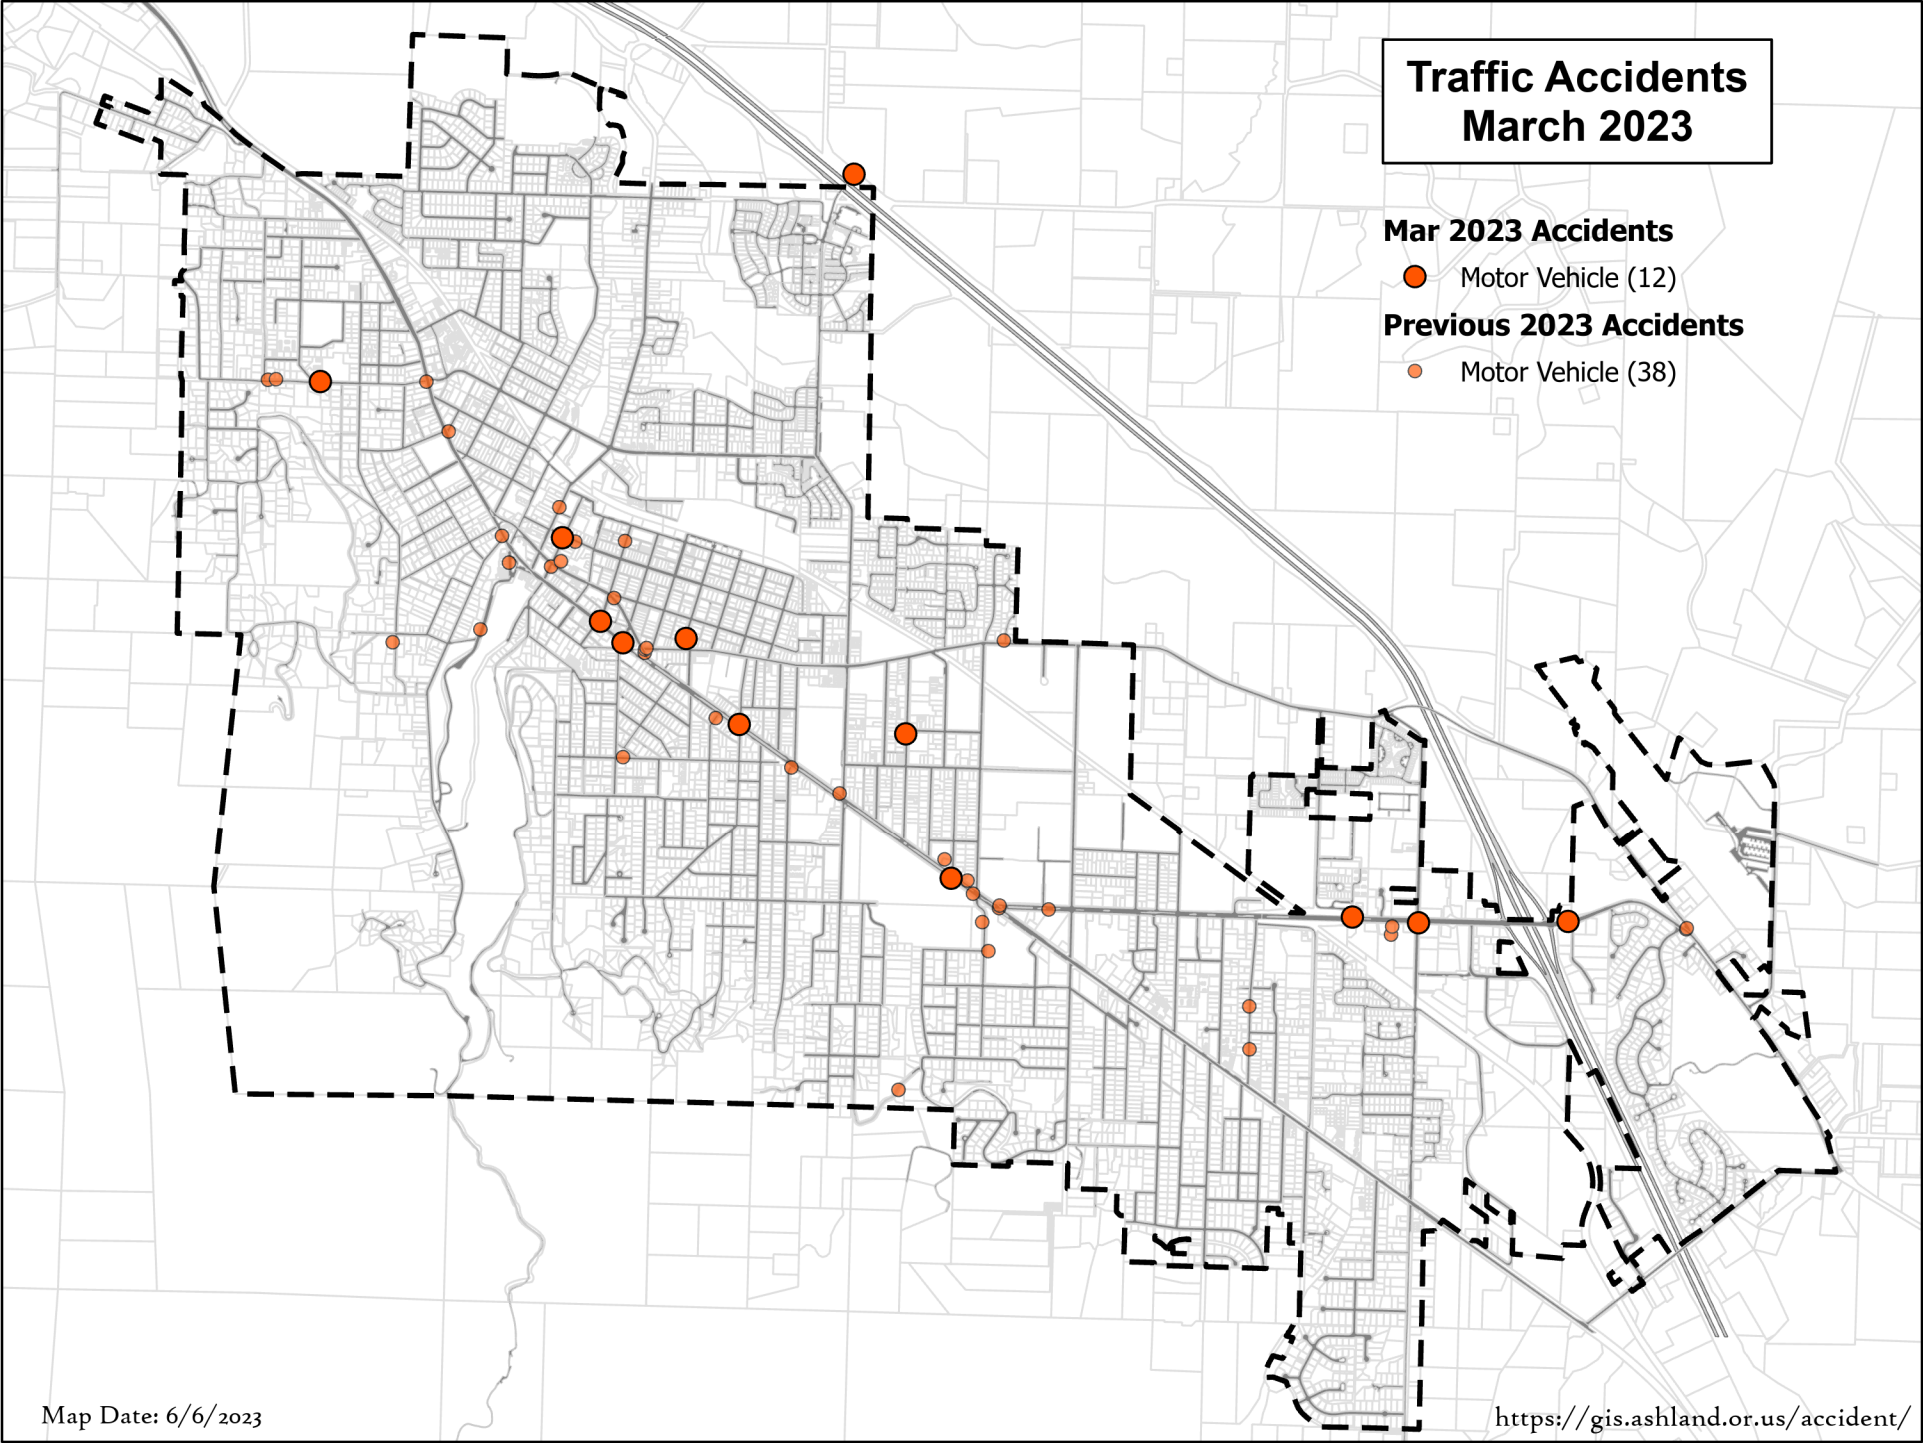 Traffic Accidents
March 2023
Mar 2023 Accidents
Motor Vehicle (12)
Previous 2023 Accidents
Motor Vehicle (38)
Map Date: 6/6/2023
https://gis.ashland.or.us/accident/